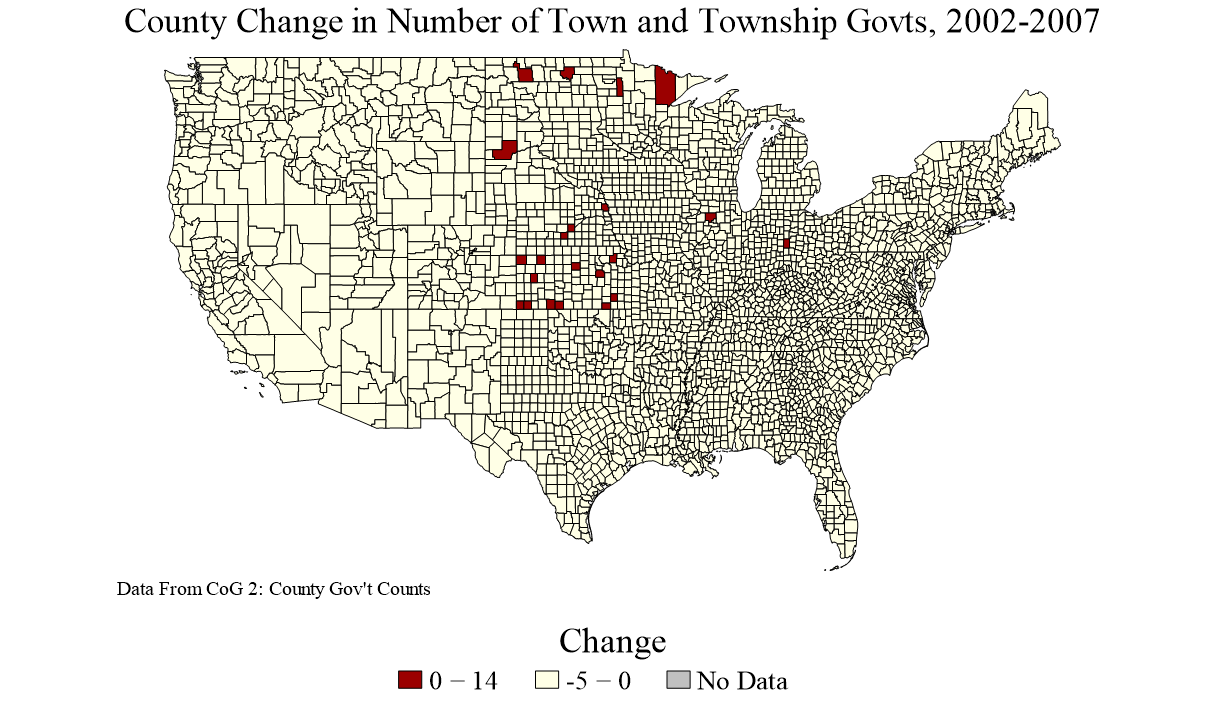 County Change in Number of Town and Township Govts, 2002-2007
Data From CoG 2: County Gov't Counts
Change
0 − 14 -5 − 0 No Data